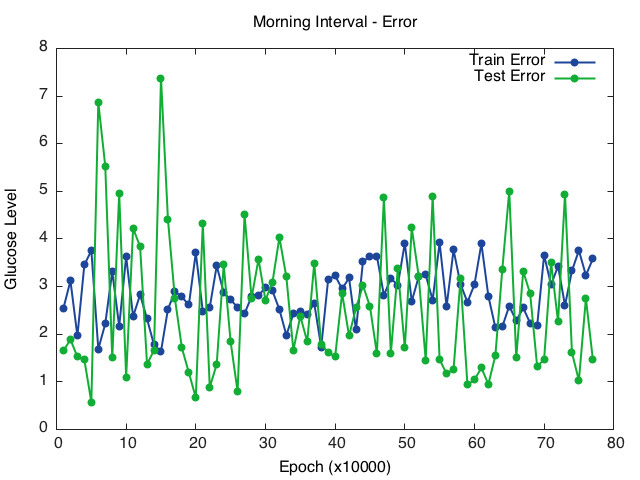 Morning Interval - Error
Train Error
Test Error
Glucose Level
8
7
6
5
4
3
2
1
0
0 10 20 30 40 50 60 70 80
Epoch (x10000)